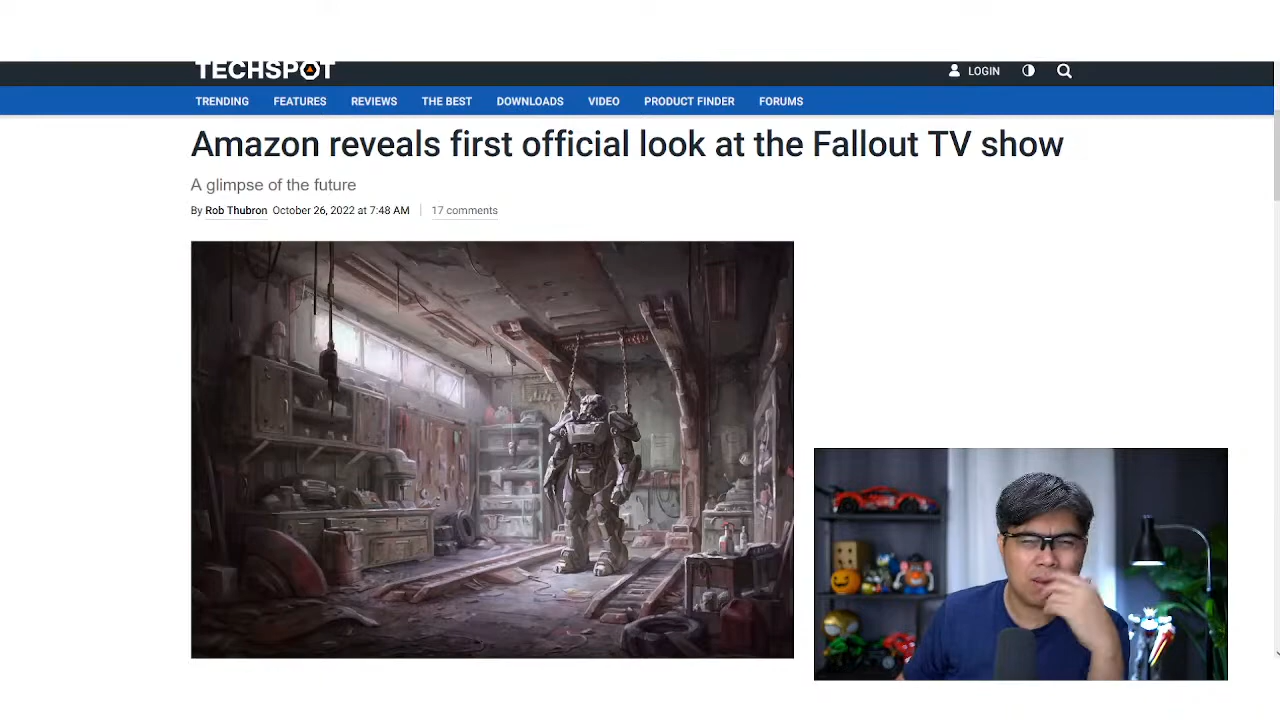 TECHSPOT
LOGIN
TRENDING FEATURES REVIEWS THE BEST DOWNLOADS VIDEO PRODUCT FINDER FORUMS
Amazon reveals first official look at the Fallout TV show
A glimpse of the future
By Rob Thubron October 26, 2022 at 7:48 AM 17 comments